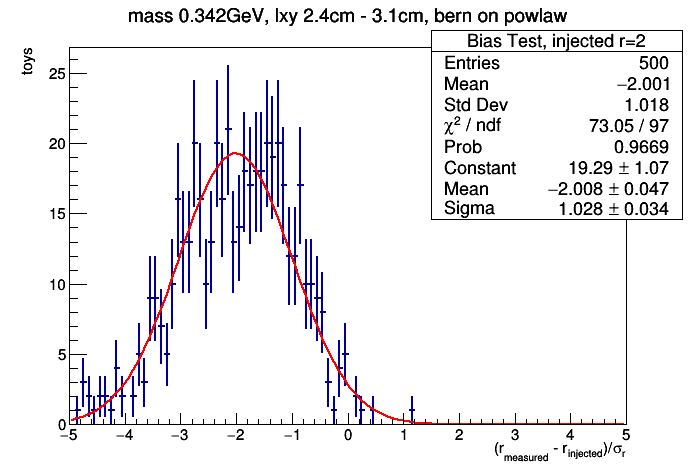 mass 0.342GeV, lxy 2.4cm - 3.1cm, bern on powlaw
Bias Test, injected r=2
Entries 500
Mean −2.001
Std Dev 1.018
χ² / ndf 73.05 / 97
Prob 0.9669
Constant 19.29 ± 1.07
Mean −2.008 ± 0.047
Sigma 1.028 ± 0.034
toys
25
20
15
10
5
0
−5 −4 −3 −2 −1 0 1 2 3 4 5
(r_measured - r_injected)/σ_r